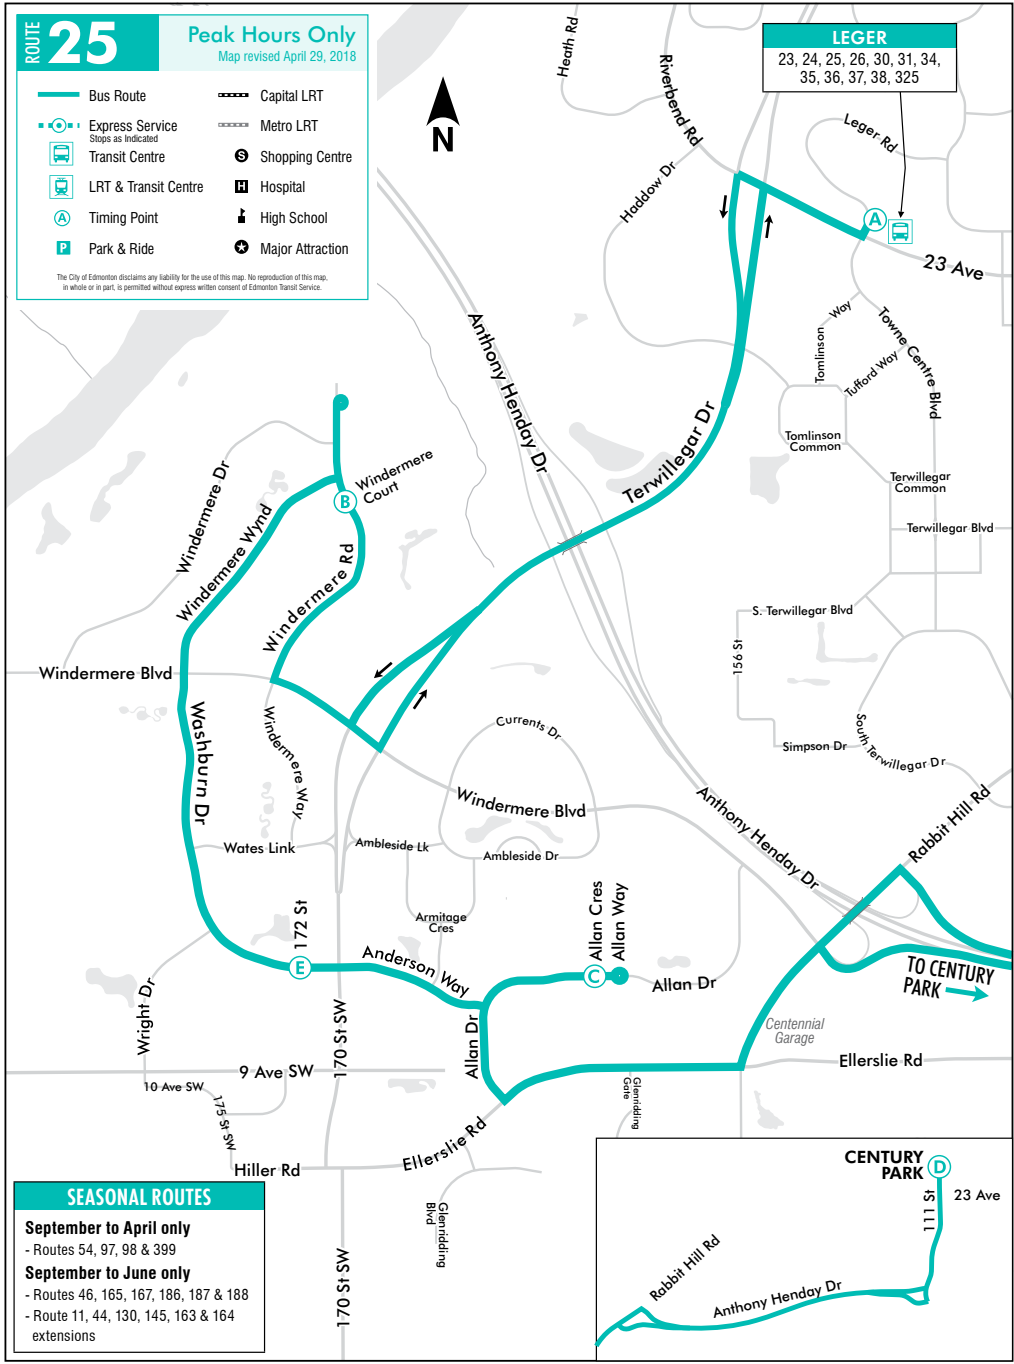 ROUTE 25
Peak Hours Only
Map revised April 29, 2018
Bus Route
Capital LRT
Express Service
Stops as Indicated
Metro LRT
Transit Centre
S Shopping Centre
LRT & Transit Centre
H Hospital
A Timing Point
High School
P Park & Ride
Major Attraction
The City of Edmonton disclaims any liability for the use of this map. No reproduction of this map,
in whole or in part, is permitted without express written consent of Edmonton Transit Service.
N
LEGER
23, 24, 25, 26, 30, 31, 34,
35, 36, 37, 38, 325
Heath Rd
Riverbend Rd
Leger Rd
Haddow Dr
A
23 Ave
Anthony Henday Dr
Tomlinson Way
Towne Centre Blvd
Tufford Way
Terwillegar Dr
Tomlinson
Common
Terwillegar
Common
Terwillegar Blvd
Windermere Dr
Windermere
Court
B
Windermere Wynd
Windermere Rd
S. Terwillegar Blvd
156 St
Windermere Blvd
Washburn Dr
Windermere Way
Currents Dr
Simpson Dr
South Terwillegar Dr
Windermere Blvd
Anthony Henday Dr
Rabbit Hill Rd
Wates Link
Ambleside Lk
Ambleside Dr
172 St
Armitage
Cres
Allan Cres
Allan Way
E
Anderson Way
C
Allan Dr
TO CENTURY
PARK
Wright Dr
170 St SW
Allan Dr
Centennial
Garage
Ellerslie Rd
9 Ave SW
10 Ave SW
175 St SW
Glenridding
Gate
Hiller Rd
Ellerslie Rd
Glenridding
Blvd
170 St SW
SEASONAL ROUTES
September to April only
- Routes 54, 97, 98 & 399
September to June only
- Routes 46, 165, 167, 186, 187 & 188
- Route 11, 44, 130, 145, 163 & 164
extensions
CENTURY
PARK
D
111 St
23 Ave
Rabbit Hill Rd
Anthony Henday Dr